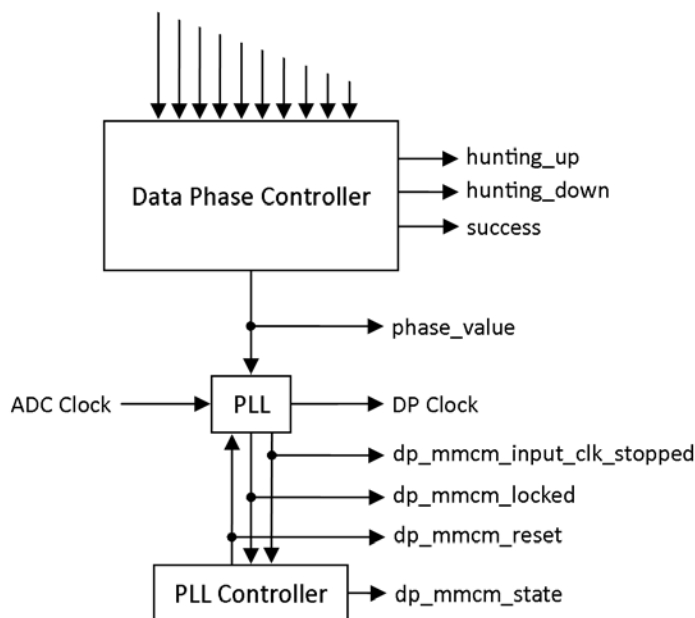 hunting_up
Data Phase Controller
hunting_down
success
phase_value
ADC Clock
PLL
DP Clock
dp_mmcm_input_clk_stopped
dp_mmcm_locked
dp_mmcm_reset
PLL Controller
dp_mmcm_state